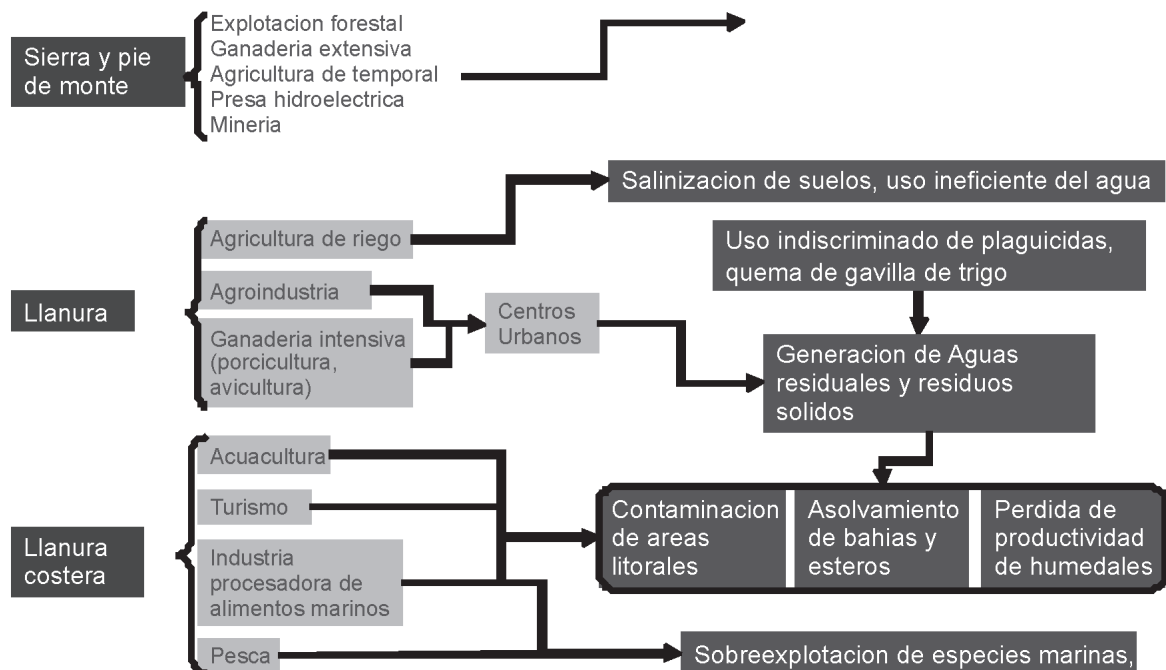 Sierra y pie
de monte
Explotacion forestal
Ganaderia extensiva
Agricultura de temporal
Presa hidroelectrica
Mineria
Salinizacion de suelos, uso ineficiente del agua
Uso indiscriminado de plaguicidas,
quema de gavilla de trigo
Llanura
Agricultura de riego
Agroindustria
Ganaderia intensiva
(porcicultura,
avicultura)
Centros
Urbanos
Generacion de Aguas
residuales y residuos
solidos
Llanura
costera
Acuacultura
Turismo
Industria
procesadora de
alimentos marinos
Pesca
Contaminacion
de areas
litorales
Asolvamiento
de bahias y
esteros
Perdida de
productividad
de humedales
Sobreexplotacion de especies marinas,